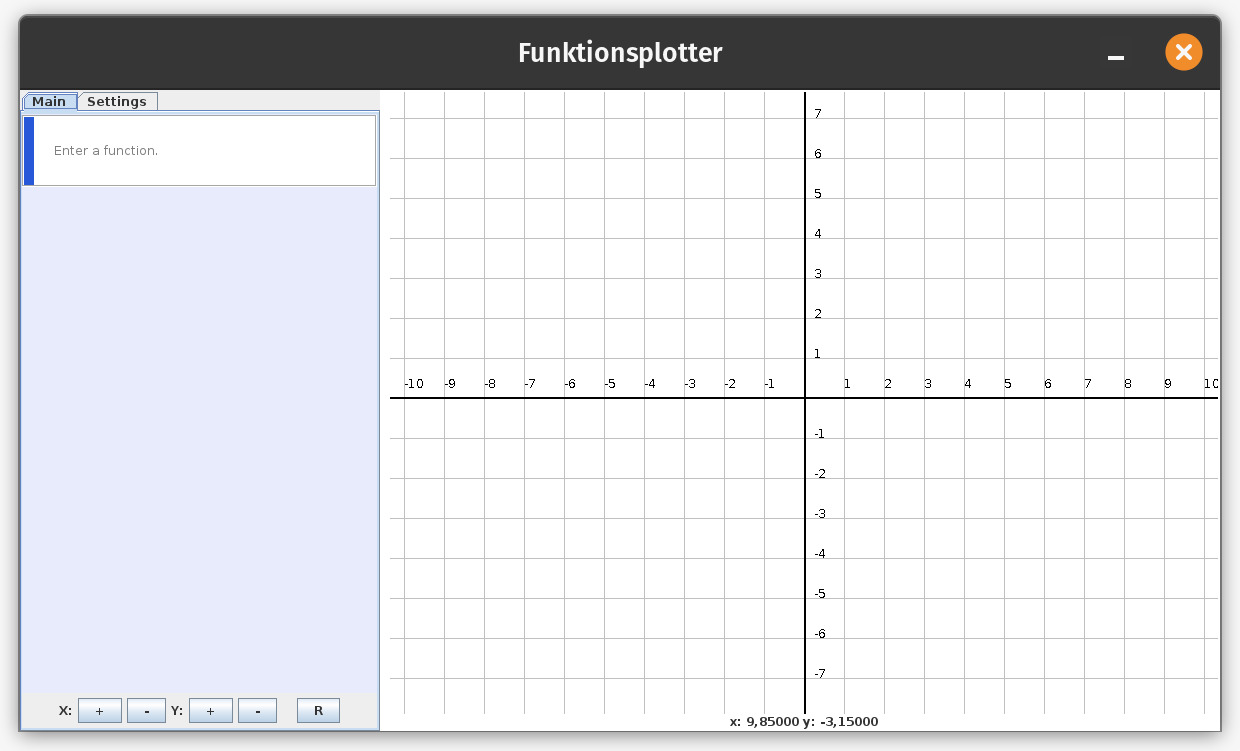 Funktionsplotter
Main Settings
Enter a function.
7
6
5
4
3
2
1
-10 -9 -8 -7 -6 -5 -4 -3 -2 -1 1 2 3 4 5 6 7 8 9 10
-1
-2
-3
-4
-5
-6
-7
X: + - Y: + - R
x: 9,85000 y: -3,15000